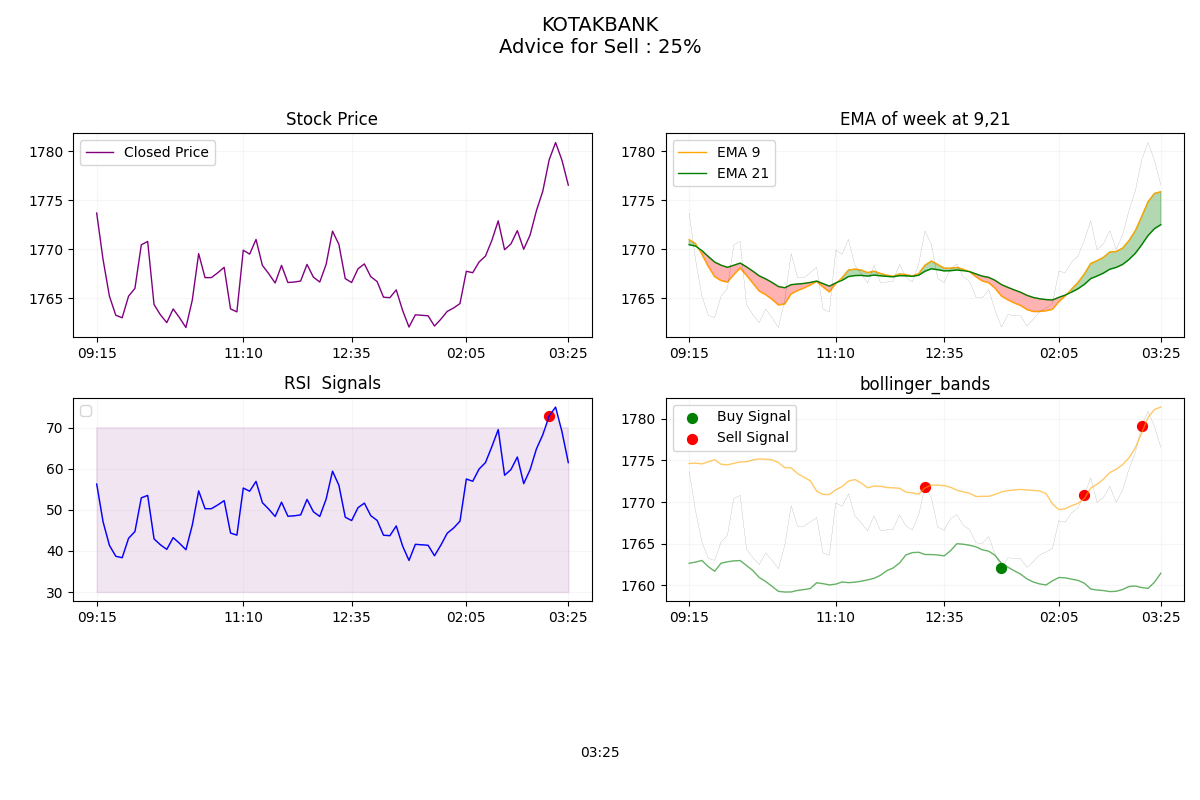 KOTAKBANK
Advice for Sell : 25%
Stock Price
Closed Price
1780
1775
1770
1765
09:15 11:10 12:35 02:05 03:25
EMA of week at 9,21
EMA 9
EMA 21
1780
1775
1770
1765
09:15 11:10 12:35 02:05 03:25
RSI  Signals
70
60
50
40
30
09:15 11:10 12:35 02:05 03:25
bollinger_bands
Buy Signal
Sell Signal
1780
1775
1770
1765
1760
09:15 11:10 12:35 02:05 03:25
03:25